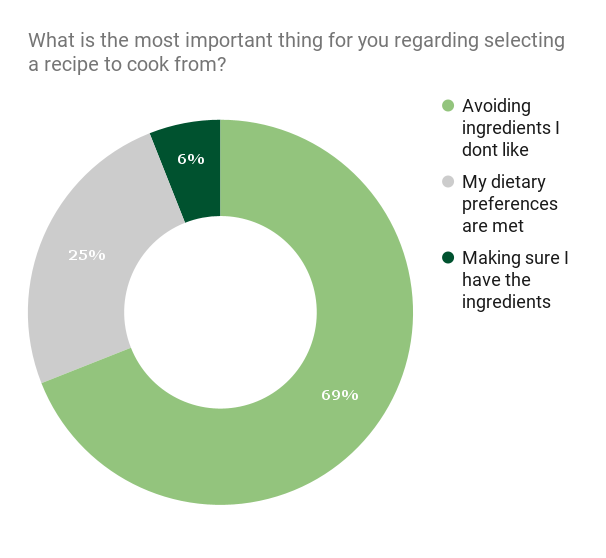 What is the most important thing for you regarding selecting
a recipe to cook from?
Avoiding
ingredients I
dont like
My dietary
preferences
are met
Making sure I
have the
ingredients
6%
25%
69%